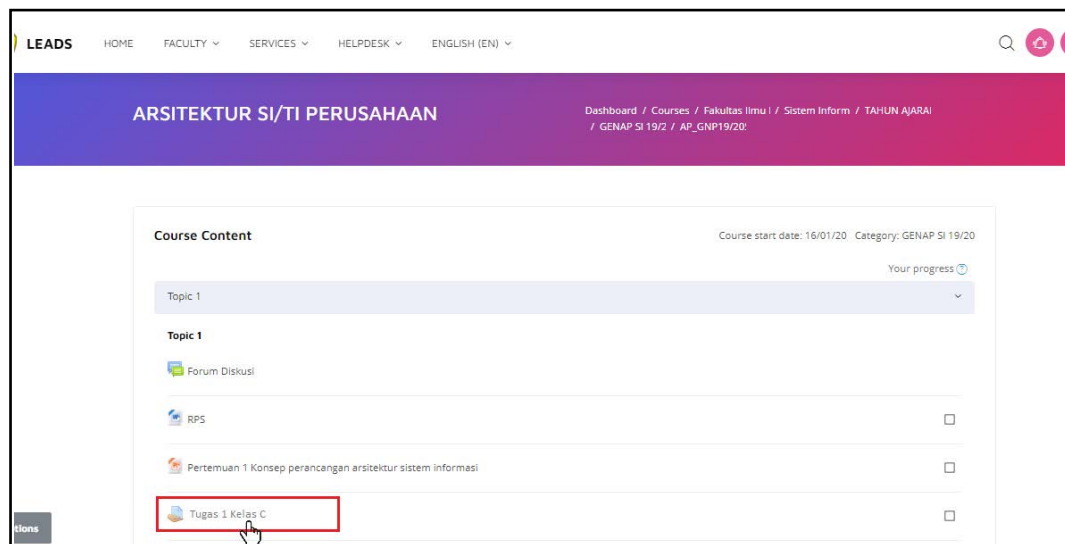 LEADS HOME FACULTY SERVICES HELPDESK ENGLISH (EN)
ARSITEKTUR SI/TI PERUSAHAAN
Dashboard / Courses / Fakultas Ilmu I / Sistem Inform / TAHUN AJARAI
/ GENAP SI 19/2 / AP_GNP19/20:
Course Content
Course start date: 16/01/20 Category: GENAP SI 19/20
Your progress
Topic 1
Topic 1
Forum Diskusi
RPS
Pertemuan 1 Konsep perancangan arsitektur sistem informasi
Tugas 1 Kelas C
tions